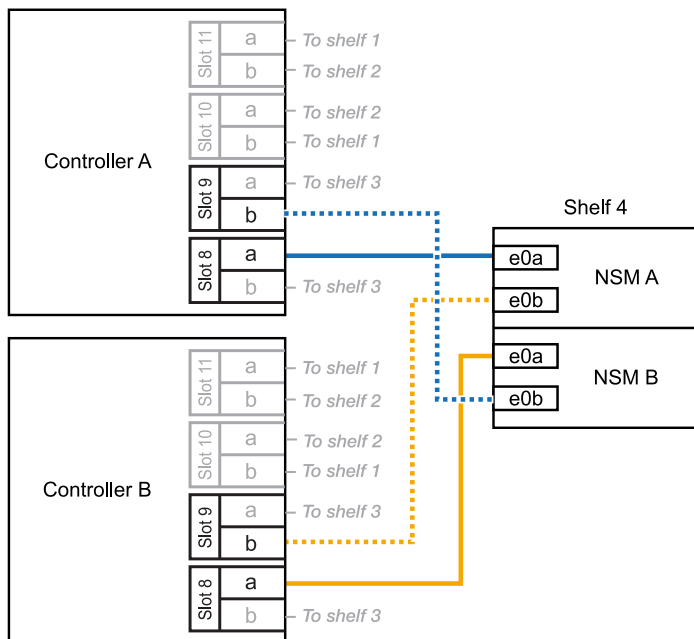 Controller A
Slot 11
a
To shelf 1
b
To shelf 2
Slot 10
a
To shelf 2
b
To shelf 1
Slot 9
a
To shelf 3
b
Slot 8
a
b
To shelf 3
Shelf 4
NSM A
e0a
e0b
NSM B
e0a
e0b
Controller B
Slot 11
a
To shelf 1
b
To shelf 2
Slot 10
a
To shelf 2
b
To shelf 1
Slot 9
a
To shelf 3
b
Slot 8
a
b
To shelf 3